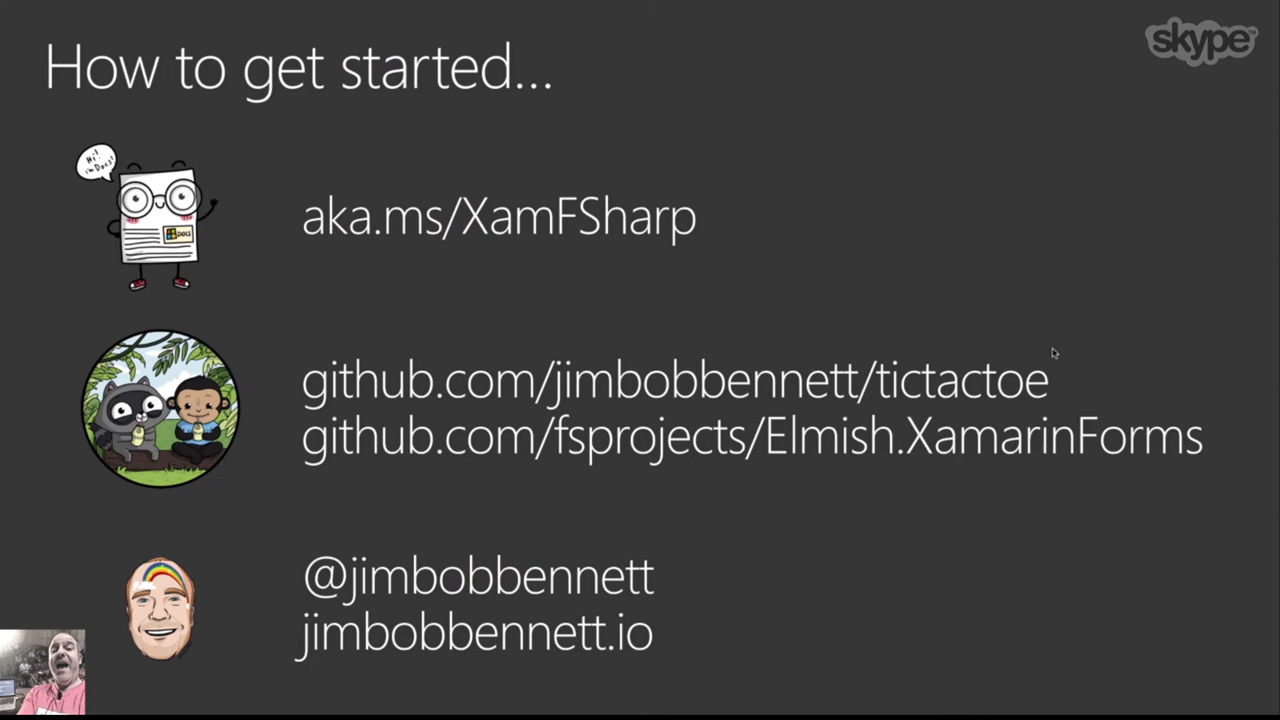 How to get started...
skype
Hi!
I'm Docs!
DOCS
aka.ms/XamFSharp
github.com/jimbobbennett/tictactoe
github.com/fsprojects/Elmish.XamarinForms
@jimbobbennett
jimbobbennett.io